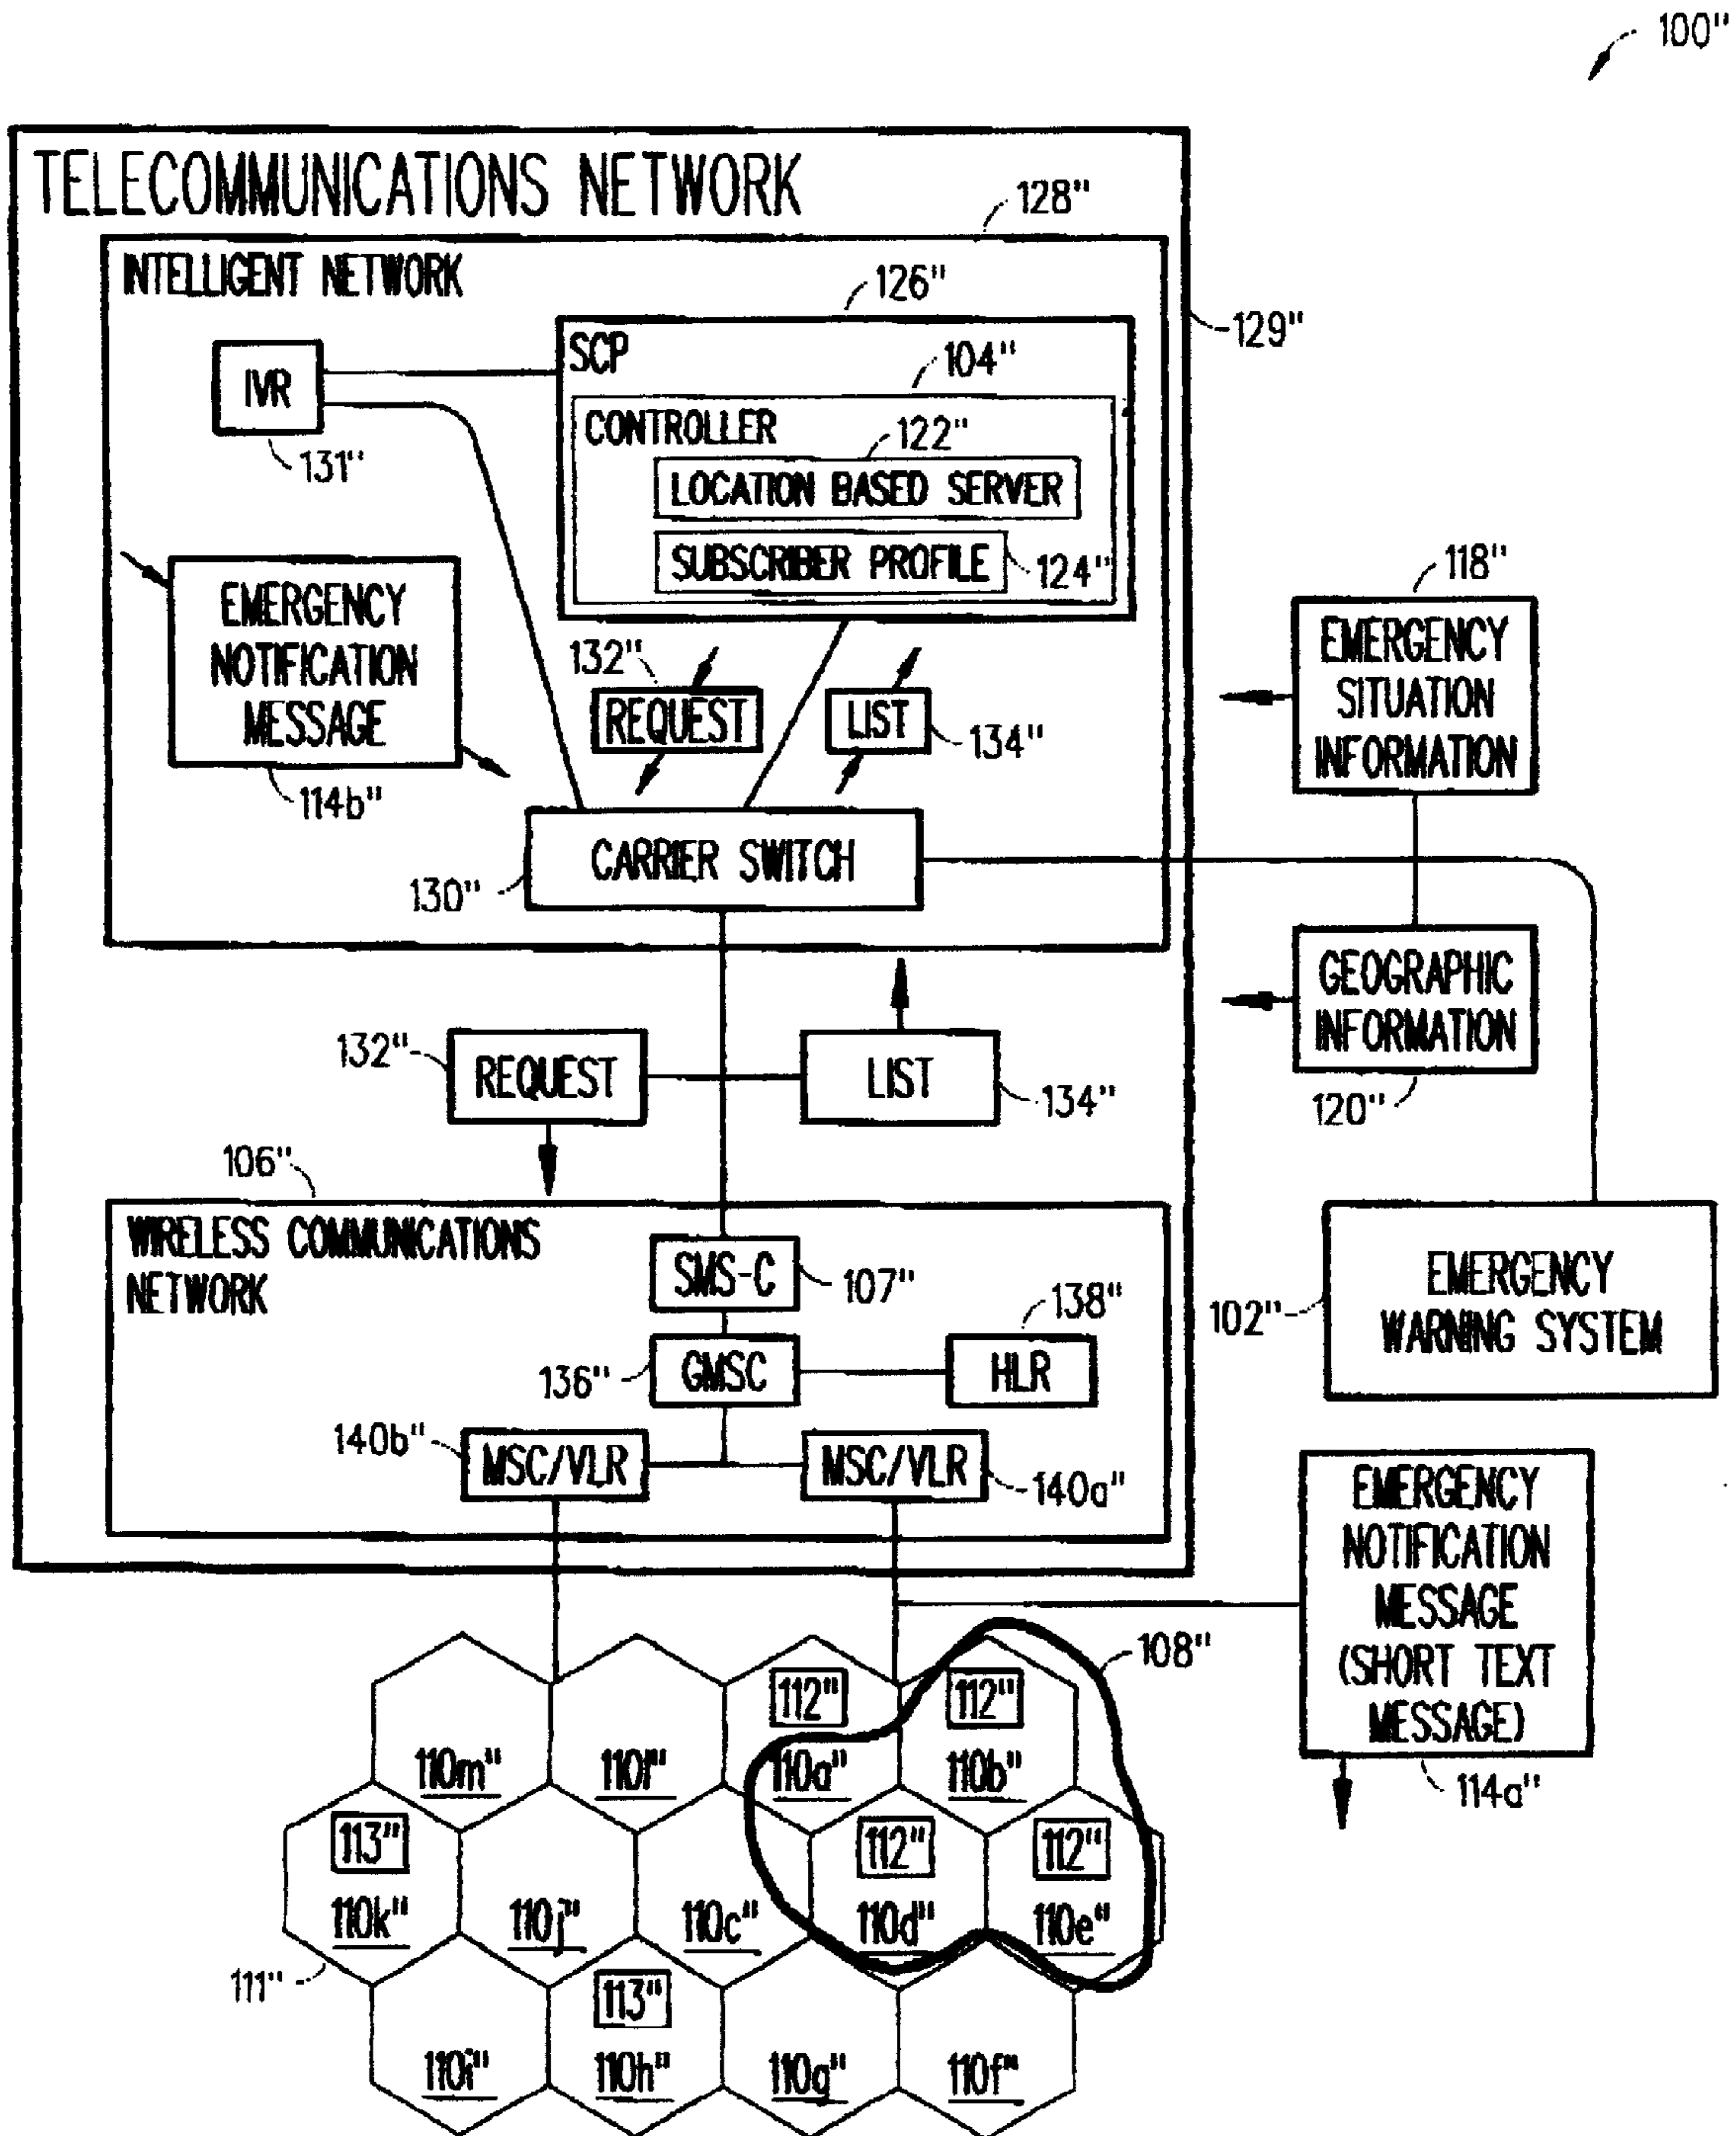 100"
TELECOMMUNICATIONS NETWORK
128"
INTELLIGENT NETWORK
126"
129"
SCP
104"
IVR
CONTROLLER
122"
131"
LOCATION BASED SERVER
SUBSCRIBER PROFILE
124"
118"
EMERGENCY
NOTIFICATION
MESSAGE
114b"
EMERGENCY
SITUATION
INFORMATION
132"
REQUEST
LIST
134"
CARRIER SWITCH
130"
GEOGRAPHIC
INFORMATION
120"
132"
REQUEST
LIST
134"
106"
WIRELESS COMMUNICATIONS
NETWORK
SMS-C
107"
138"
136"
GMSC
HLR
102"
EMERGENCY
WARNING SYSTEM
140b"
MSC/VLR
MSC/VLR
140a"
EMERGENCY
NOTIFICATION
MESSAGE
(SHORT TEXT
MESSAGE)
114a"
108"
112"
112"
110m"
110l"
110a"
110b"
113"
112"
112"
110k"
110j"
110c"
110d"
110e"
111"
113"
110i"
110h"
110g"
110f"